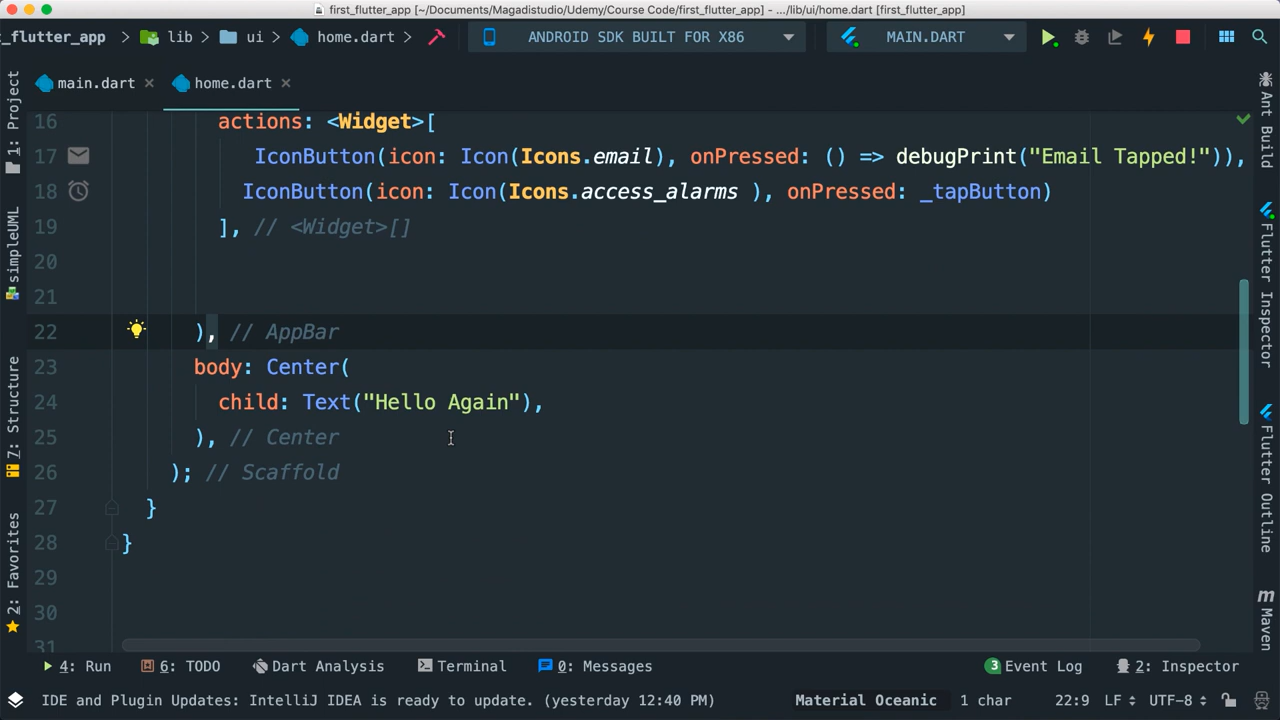 first_flutter_app [~/Documents/Magadistudio/Udemy/Course Code/first_flutter_app] - .../lib/ui/home.dart [first_flutter_app]
t_flutter_app lib ui home.dart ANDROID SDK BUILT FOR X86 MAIN.DART
main.dart home.dart
1: Project
simpleUML
7: Structure
2: Favorites
16 actions: <Widget>[
17 IconButton(icon: Icon(Icons.email), onPressed: () => debugPrint("Email Tapped!")),
18 IconButton(icon: Icon(Icons.access_alarms ), onPressed: _tapButton)
19 ], // <Widget>[]
20
21
22 ), // AppBar
23 body: Center(
24 child: Text("Hello Again"),
25 ), // Center
26 ); // Scaffold
27 }
28 }
29
30
31
Ant Build
Flutter Inspector
Flutter Outline
m Maven
4: Run 6: TODO Dart Analysis Terminal 0: Messages 3 Event Log 2: Inspector
IDE and Plugin Updates: IntelliJ IDEA is ready to update. (yesterday 12:40 PM) Material Oceanic 1 char 22:9 LF UTF-8